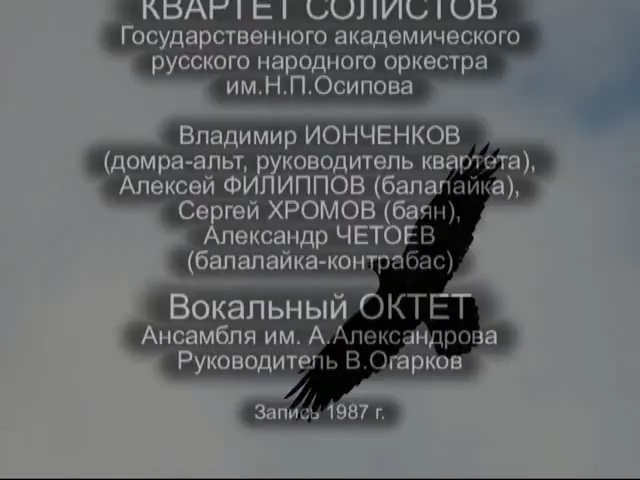 КВАРТЕТ СОЛИСТОВ
Государственного академического
русского народного оркестра
им.Н.П.Осипова
Владимир ИОНЧЕНКОВ
(домра-альт, руководитель квартета),
Алексей ФИЛИППОВ (балалайка),
Сергей ХРОМОВ (баян),
Александр ЧЕТОЕВ
(балалайка-контрабас)
Вокальный ОКТЕТ
Ансамбля им. А.Александрова
Руководитель В.Огарков
Запись 1987 г.